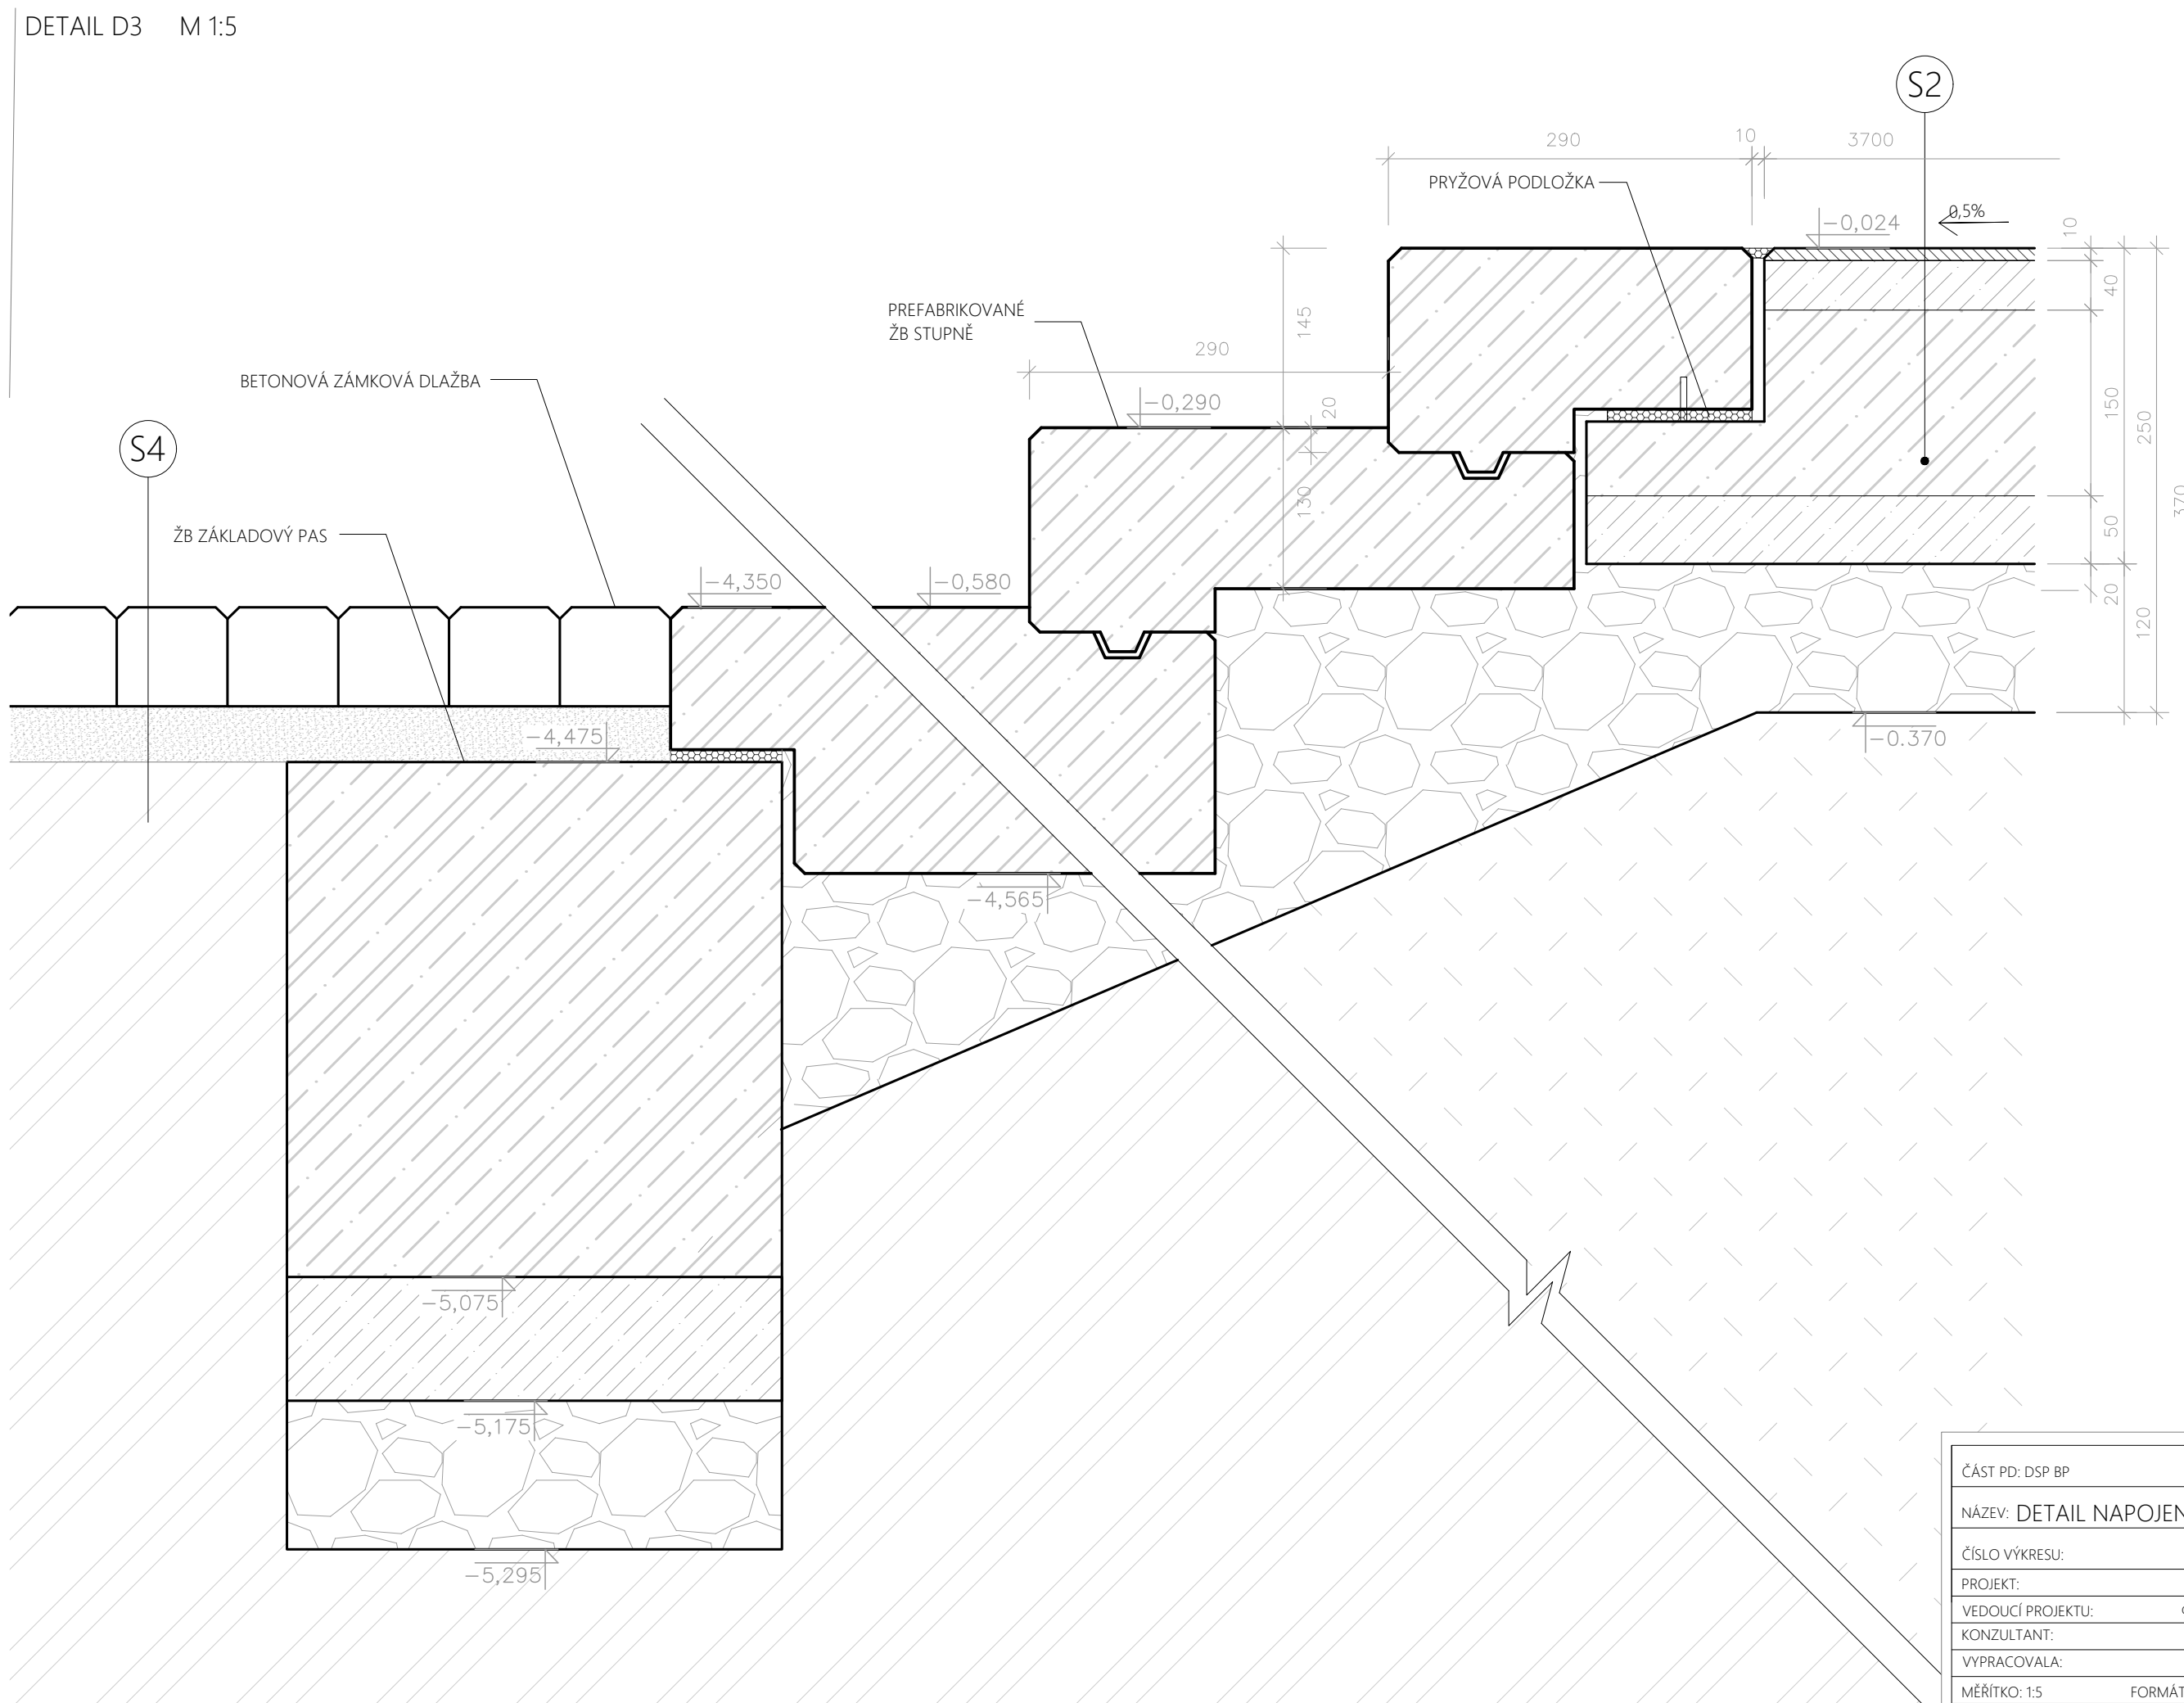 DETAIL D3 M 1:5
S2
290
10
3700
PRYŽOVÁ PODLOŽKA
0,5%
−0,024
10
PREFABRIKOVANÉ
ŽB STUPNĚ
145
40
290
BETONOVÁ ZÁMKOVÁ DLAŽBA
−0,290
20
150
250
S4
130
370
ŽB ZÁKLADOVÝ PAS
50
−4,350
−0,580
20
120
−4,475
−0.370
−4,565
−5,075
−5,175
−5,295
ČÁST PD: DSP BP
NÁZEV: DETAIL NAPOJEN
ČÍSLO VÝKRESU:
PROJEKT:
VEDOUCÍ PROJEKTU:
KONZULTANT:
VYPRACOVALA:
MĚŘÍTKO: 1:5 FORMÁT